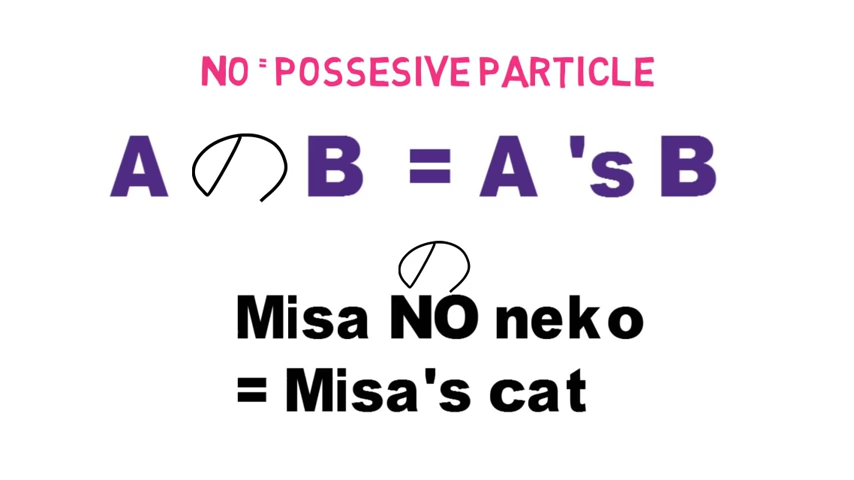 NO = POSSESIVE PARTICLE
A の B = A 's B
の
Misa NO neko
= Misa's cat